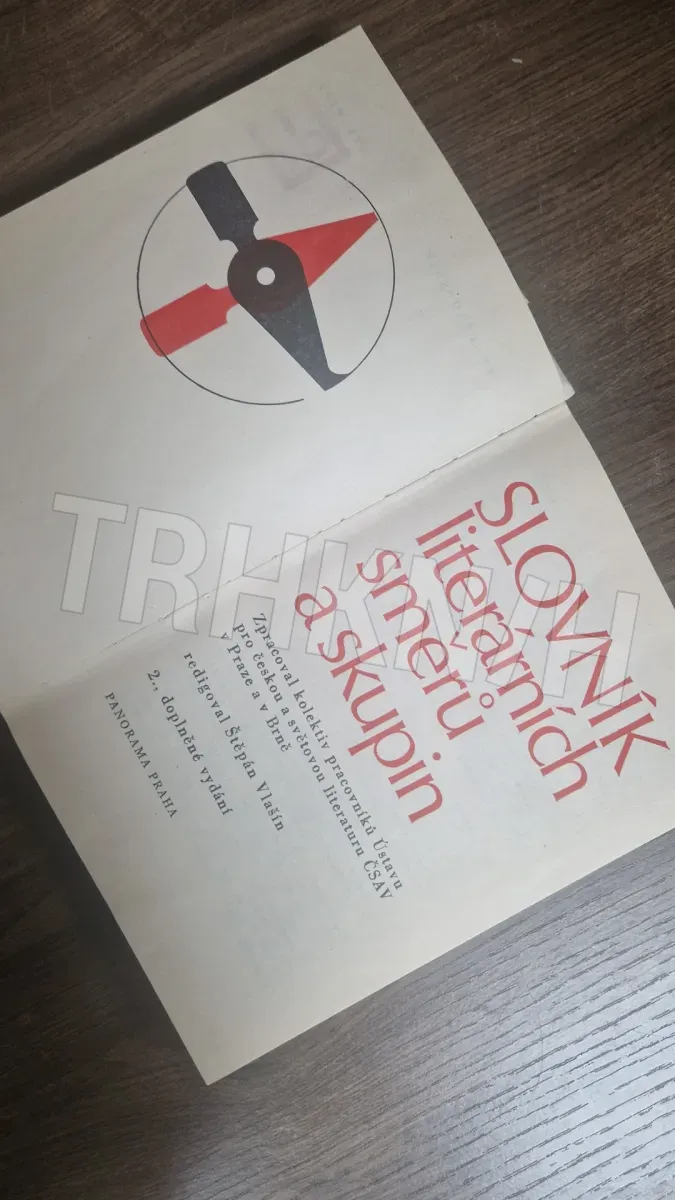 SLOVNÍK
literárních
směrů
a skupin
Zpracoval kolektiv pracovníků Ústavu
pro českou a světovou literaturu ČSAV
v Praze a v Brně
redigoval Štěpán Vlašín
2., doplněné vydání
PANORAMA PRAHA